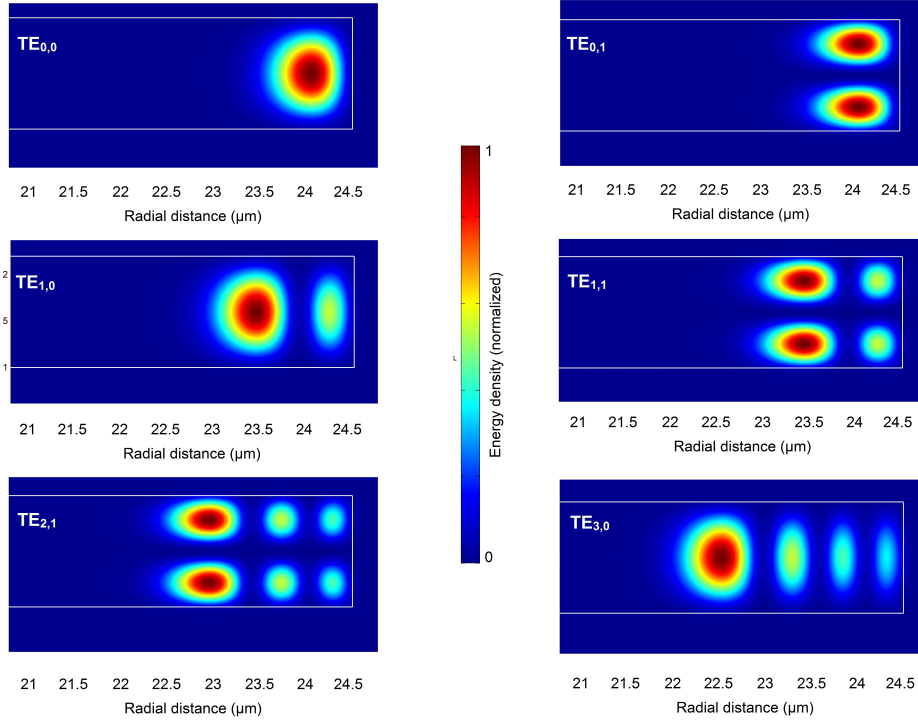 TE0,0
21 21.5 22 22.5 23 23.5 24 24.5
Radial distance (µm)
TE0,1
21 21.5 22 22.5 23 23.5 24 24.5
Radial distance (µm)
1
Energy density (normalized)
0
2
5
1
TE1,0
21 21.5 22 22.5 23 23.5 24 24.5
Radial distance (µm)
TE1,1
21 21.5 22 22.5 23 23.5 24 24.5
Radial distance (µm)
TE2,1
21 21.5 22 22.5 23 23.5 24 24.5
Radial distance (µm)
TE3,0
21 21.5 22 22.5 23 23.5 24 24.5
Radial distance (µm)